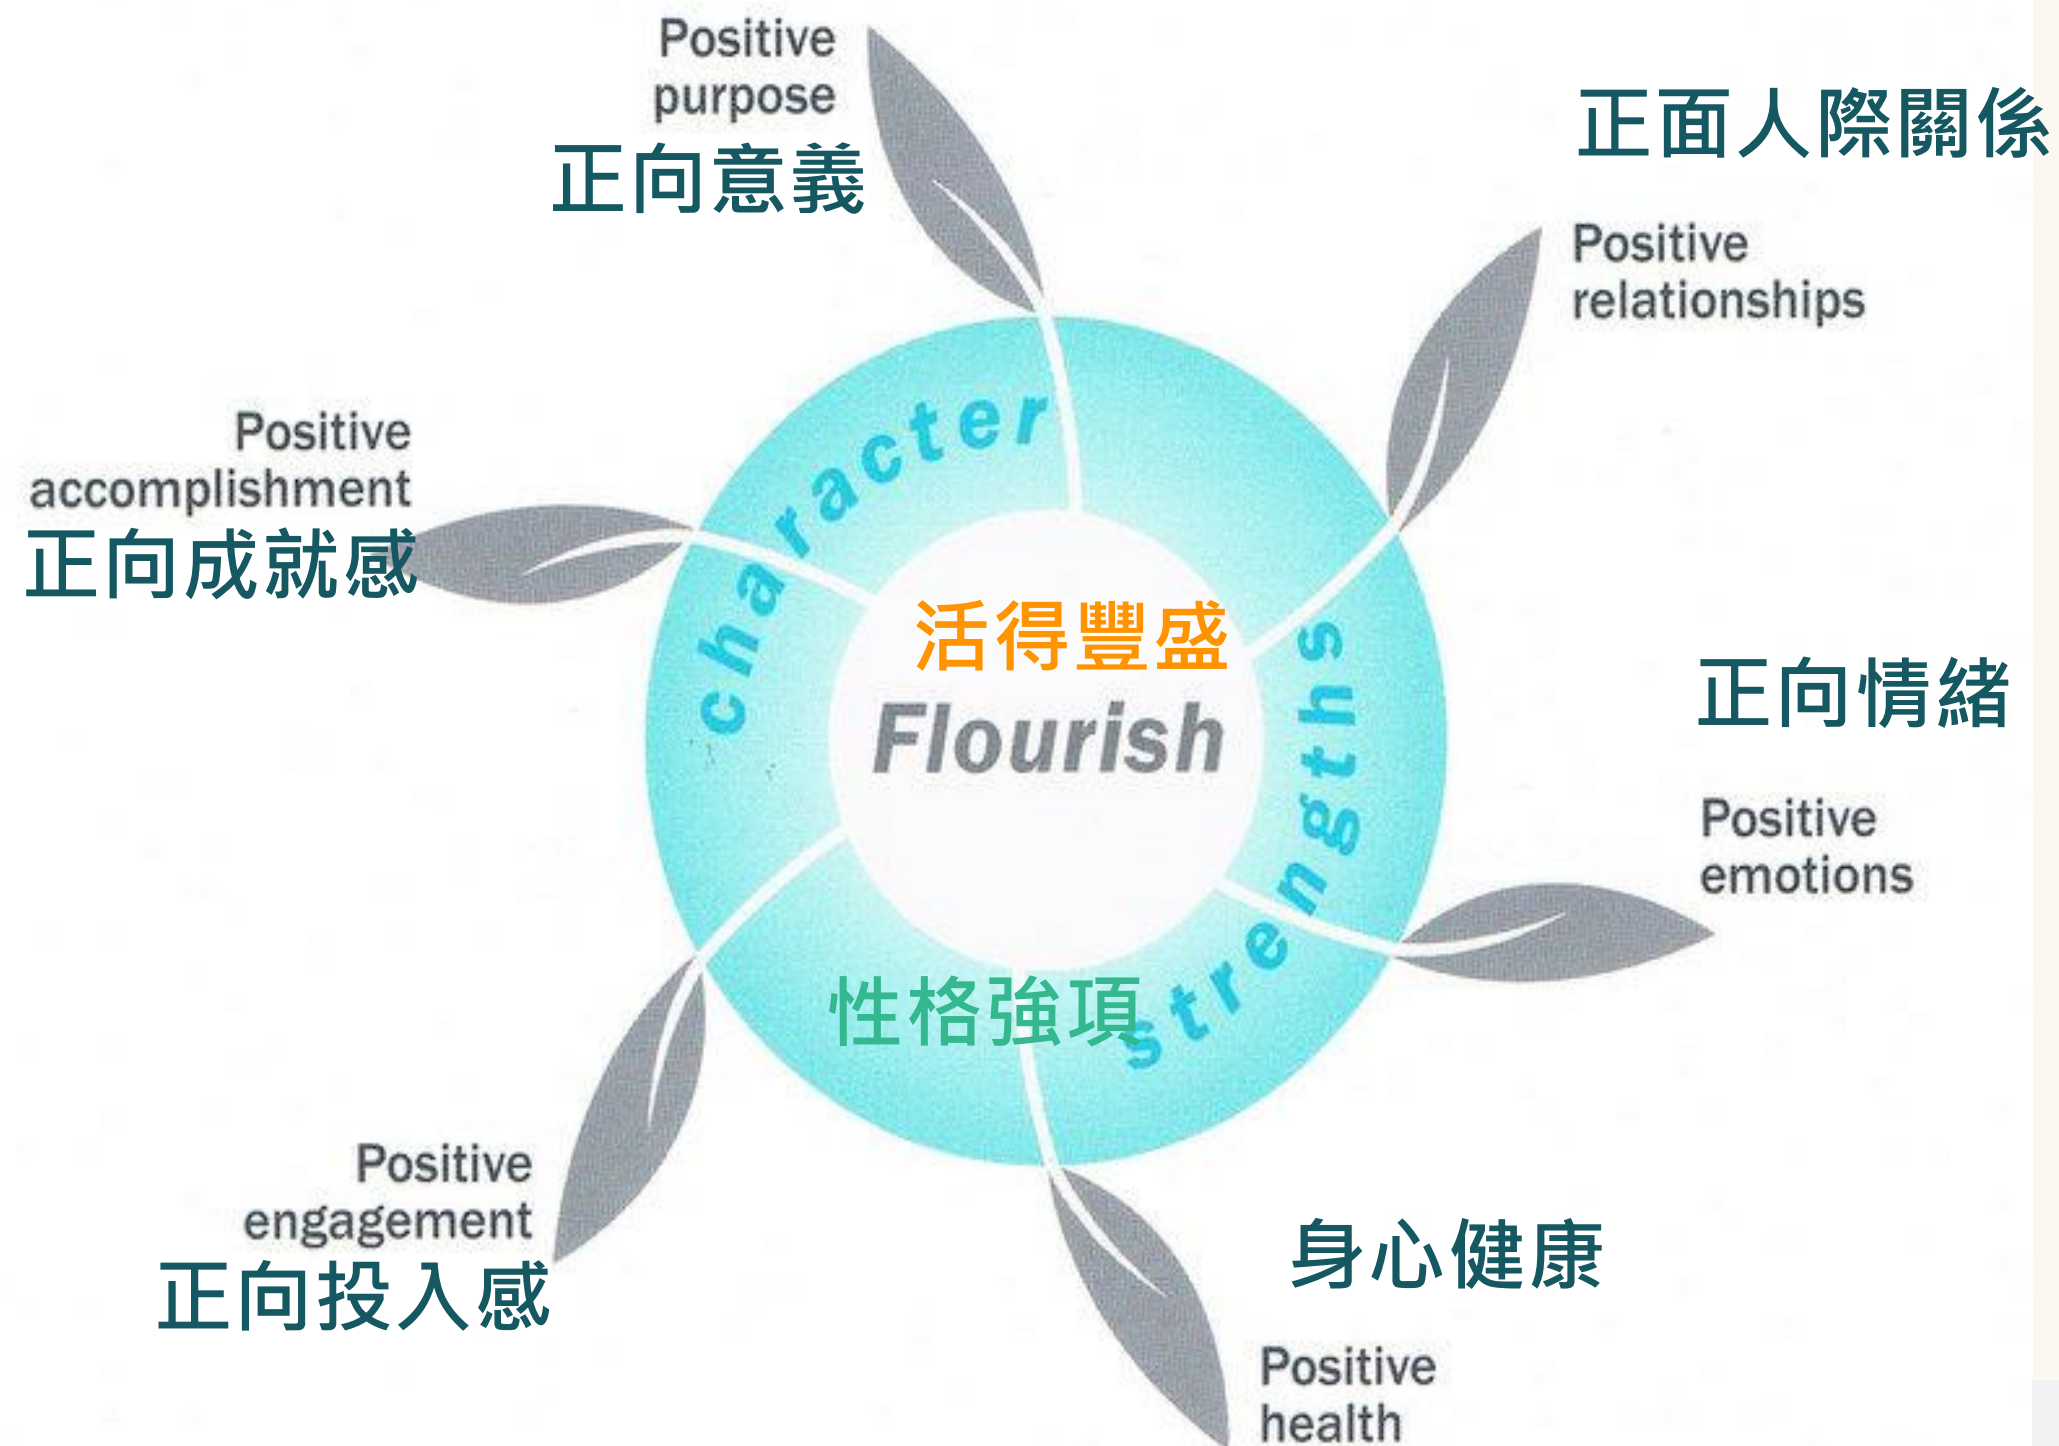 Positive
purpose
正向意義
正面人際關係
Positive
relationships
Positive
accomplishment
正向成就感
character
strengths
活得豐盛
Flourish
正向情緒
Positive
emotions
性格強項
Positive
engagement
正向投入感
身心健康
Positive
health